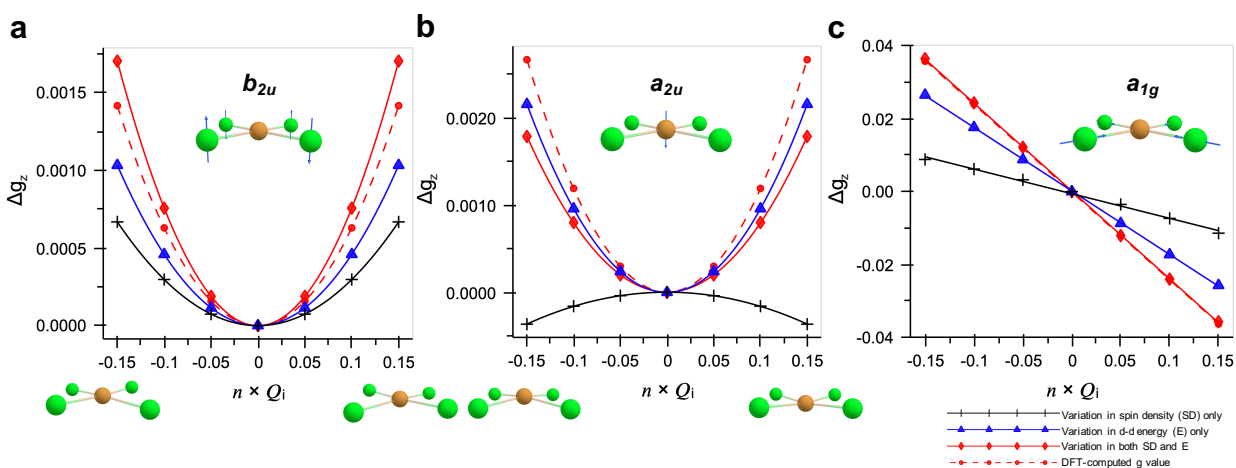 a
b
c
b2u
a2u
a1g
Δgz
0.0015
0.0010
0.0005
0.0000
-0.15 -0.1 -0.05 0 0.05 0.1 0.15
n × Qi
Δgz
0.0020
0.0010
0.0000
-0.15 -0.1 -0.05 0 0.05 0.1 0.15
n × Qi
Δgz
0.04
0.02
0.00
-0.02
-0.04
-0.15 -0.10 -0.05 0 0.05 0.10 0.15
n × Qi
Variation in spin density (SD) only
Variation in d-d energy (E) only
Variation in both SD and E
DFT-computed g value